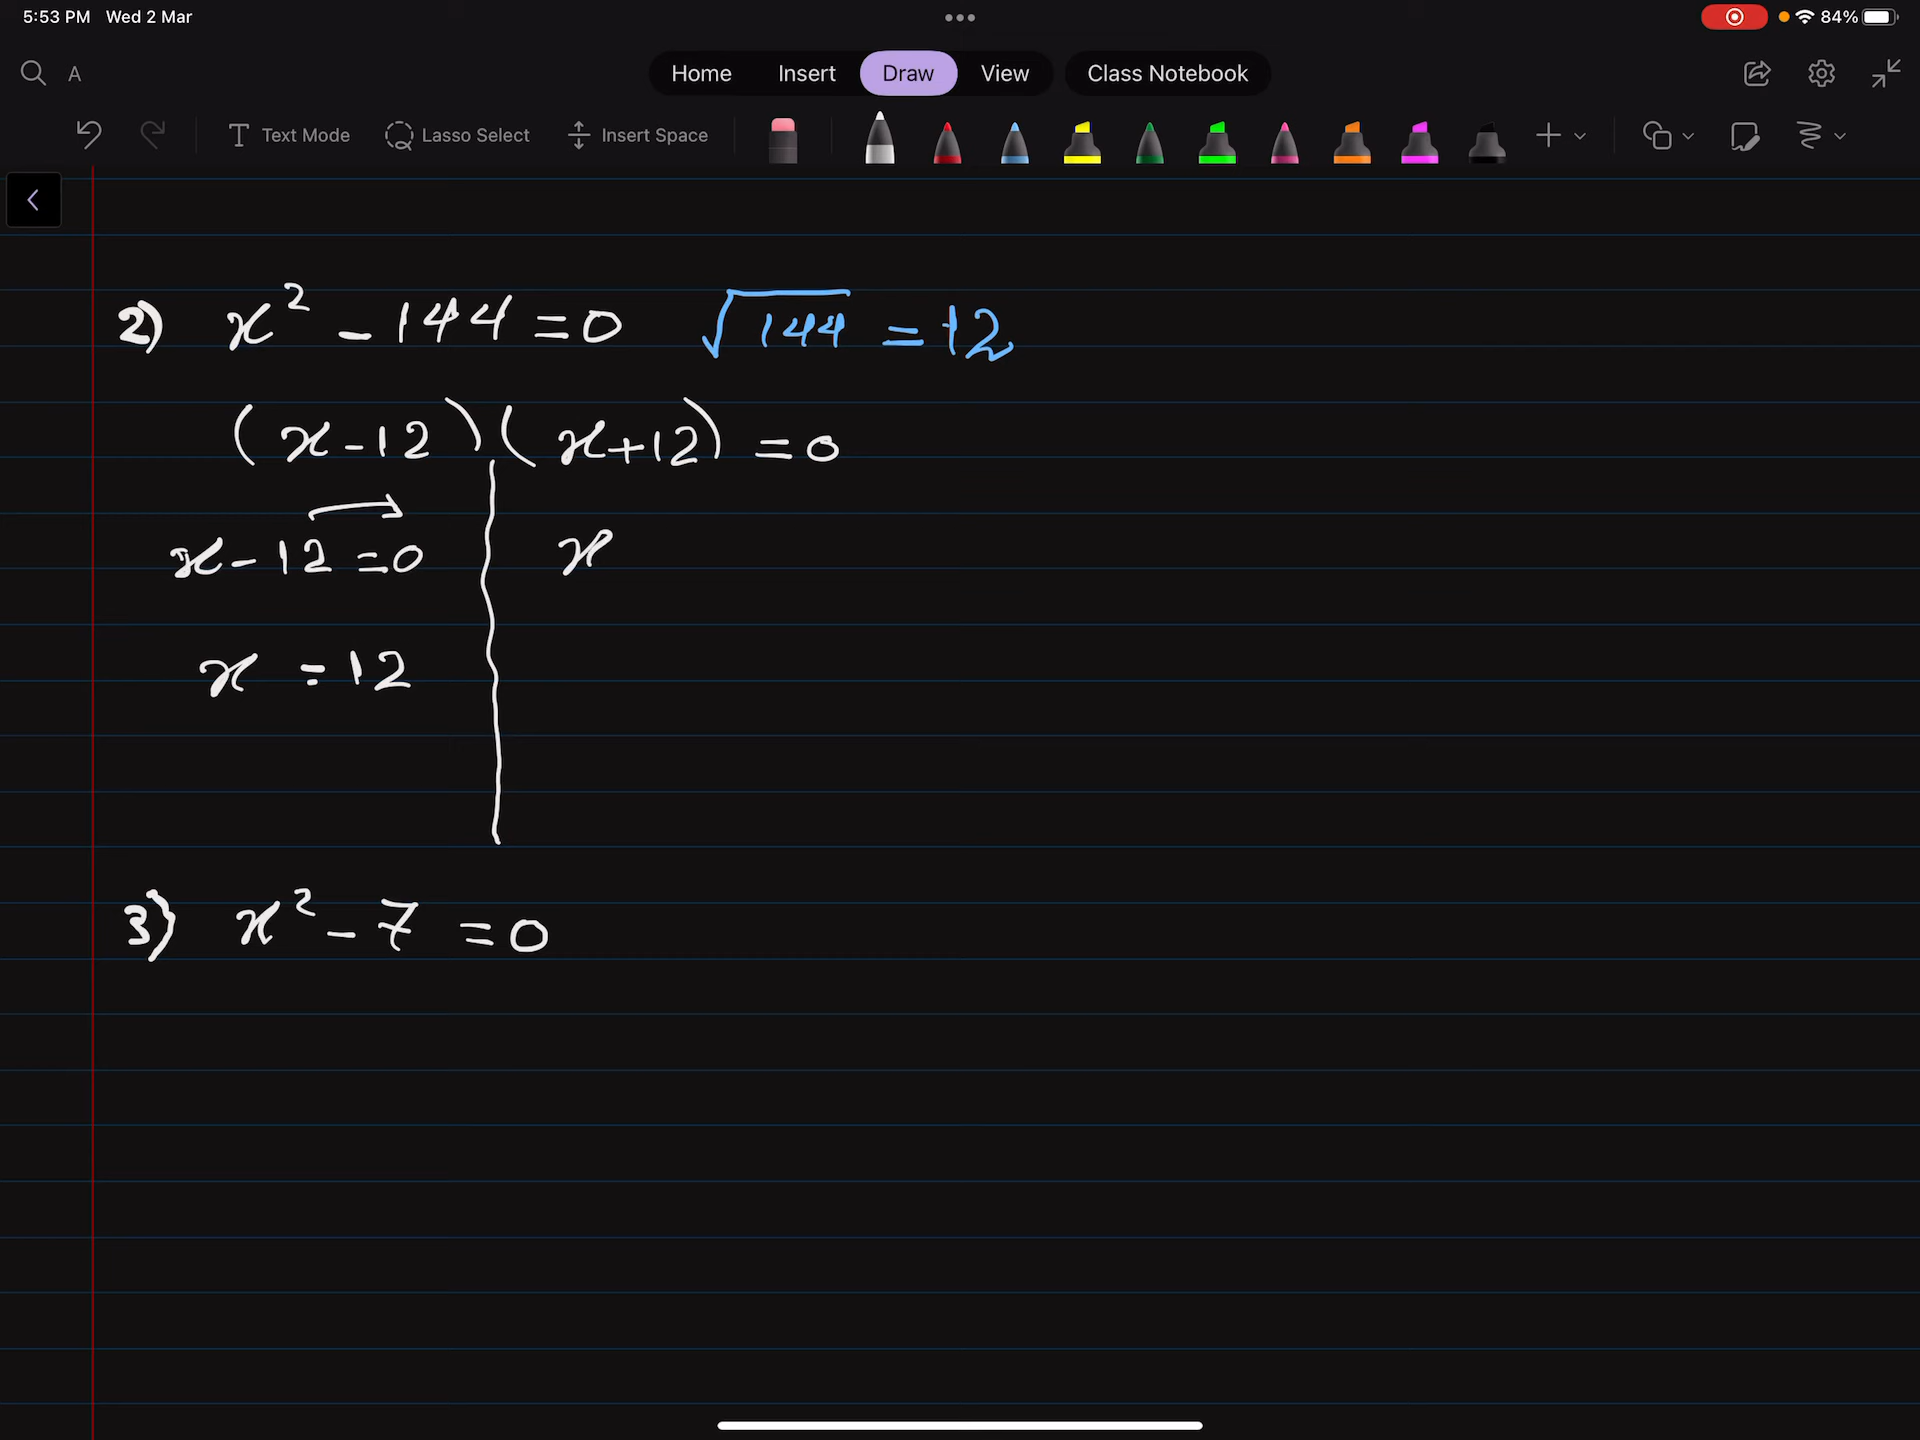 5:53 PM Wed 2 Mar
84%
A
Home Insert Draw View Class Notebook
Text Mode Lasso Select Insert Space
2) x² - 144 = 0 √144 = 12
(x - 12)(x + 12) = 0
x - 12 = 0 x
x = 12
3) x² - 7 = 0